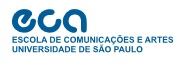 eca
ESCOLA DE COMUNICAÇÕES E ARTES
UNIVERSIDADE DE SÃO PAULO